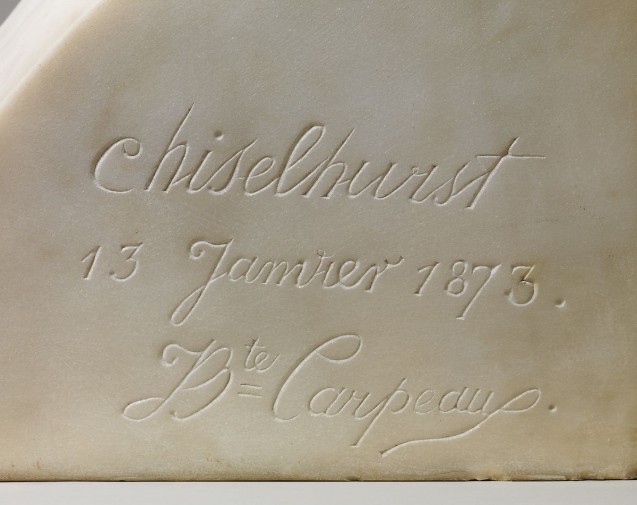 Chiselhurst
13 Janvier 1873.
Bte Carpeaux.